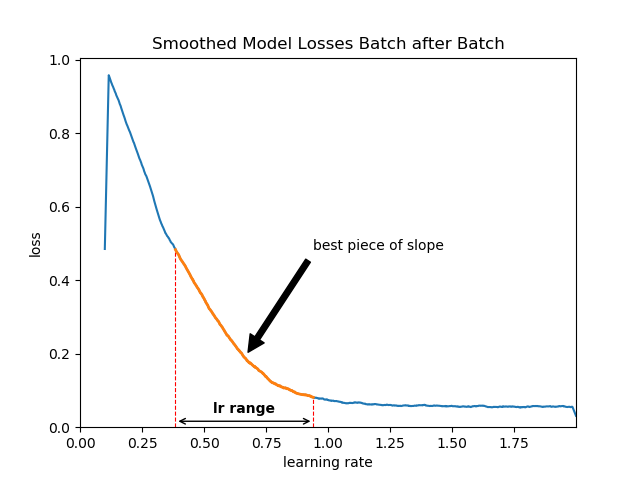 Smoothed Model Losses Batch after Batch
1.0
0.8
0.6
0.4
0.2
0.0
loss
best piece of slope
lr range
0.00 0.25 0.50 0.75 1.00 1.25 1.50 1.75
learning rate